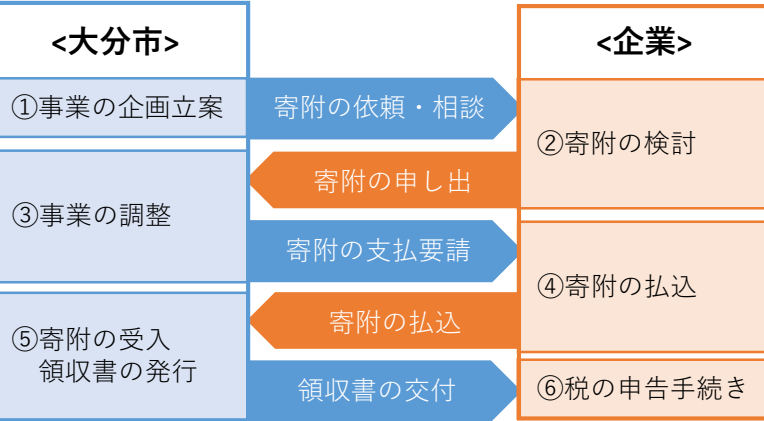 <大分市>
<企業>
①事業の企画立案
寄附の依頼・相談
②寄附の検討
寄附の申し出
③事業の調整
寄附の支払要請
④寄附の払込
寄附の払込
⑤寄附の受入
領収書の発行
領収書の交付
⑥税の申告手続き